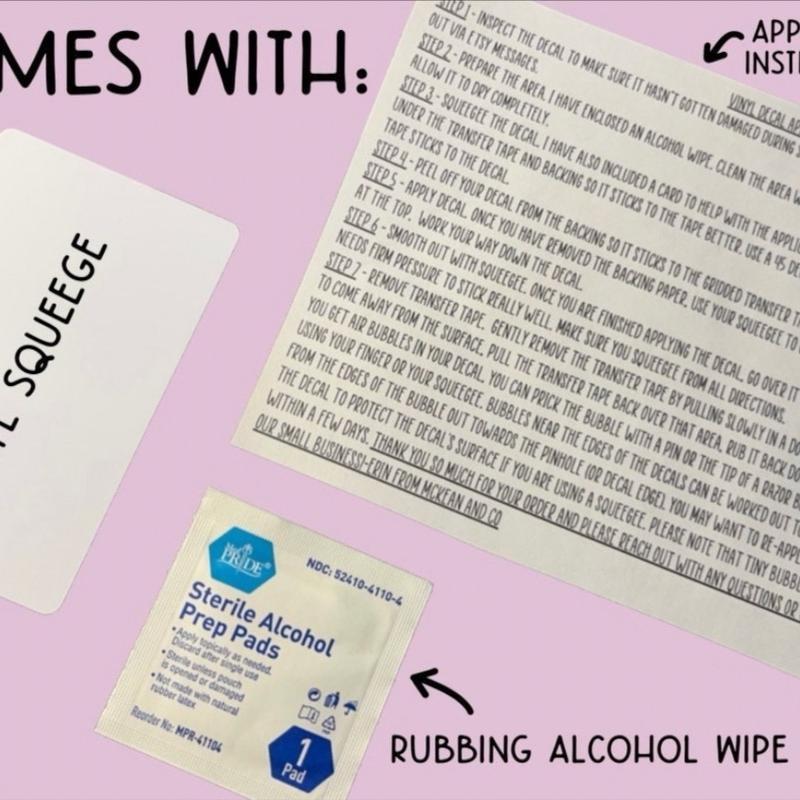 MES WITH:
APP
INST
VINYL DECAL AP
STEP 1 - INSPECT THE DECAL TO MAKE SURE IT HASN'T GOTTEN DAMAGED DURING S
OUT VIA ETSY MESSAGES.
STEP 2 - PREPARE THE AREA. I HAVE ENCLOSED AN ALCOHOL WIPE. CLEAN THE AREA W
ALLOW IT TO DRY COMPLETELY.
STEP 3 - SQUEEGEE THE DECAL. I HAVE ALSO INCLUDED A CARD TO HELP WITH THE APPLIC
UNDER THE TRANSFER TAPE AND BACKING SO IT STICKS TO THE TAPE BETTER. USE A 45 DE
TAPE STICKS TO THE DECAL.
STEP 4 - PEEL OFF YOUR DECAL FROM THE BACKING SO IT STICKS TO THE GRIDDED TRANSFER T
STEP 5 - APPLY DECAL. ONCE YOU HAVE REMOVED THE BACKING PAPER, USE YOUR SQUEEGEE TO
AT THE TOP. WORK YOUR WAY DOWN THE DECAL.
STEP 6 - SMOOTH OUT WITH SQUEEGEE. ONCE YOU ARE FINISHED APPLYING THE DECAL, GO OVER IT
NEEDS FIRM PRESSURE TO STICK REALLY WELL. MAKE SURE YOU SQUEEGEE FROM ALL DIRECTIONS.
STEP 7 - REMOVE TRANSFER TAPE. GENTLY REMOVE THE TRANSFER TAPE BY PULLING SLOWLY IN A DO
TO COME AWAY FROM THE SURFACE, PULL THE TRANSFER TAPE BACK OVER THAT AREA, RUB IT BACK DO
YOU GET AIR BUBBLES IN YOUR DECAL, YOU CAN PRICK THE BUBBLE WITH A PIN OR THE TIP OF A RAZOR B
USING YOUR FINGER OR YOUR SQUEEGEE. BUBBLES NEAR THE EDGES OF THE DECALS CAN BE WORKED OUT
FROM THE EDGES OF THE BUBBLE OUT TOWARDS THE PINHOLE (OR DECAL EDGE). YOU MAY WANT TO RE-APPL
THE DECAL TO PROTECT THE DECAL'S SURFACE IF YOU ARE USING A SQUEEGEE. PLEASE NOTE THAT TINY BUBBL
WITHIN A FEW DAYS. THANK YOU SO MUCH FOR YOUR ORDER AND PLEASE REACH OUT WITH ANY QUESTIONS OR
OUR SMALL BUSINESS!-ERIN FROM MCKEAN AND CO
YL SQUEEGE
PRIDE®
NDC: 52410-4110-4
Sterile Alcohol
Prep Pads
• Apply topically as needed.
Discard after single use
• Sterile unless pouch
is opened or damaged
• Not made with natural
rubber latex
Reorder No: MPR-41104
1
Pad
RUBBING ALCOHOL WIPE